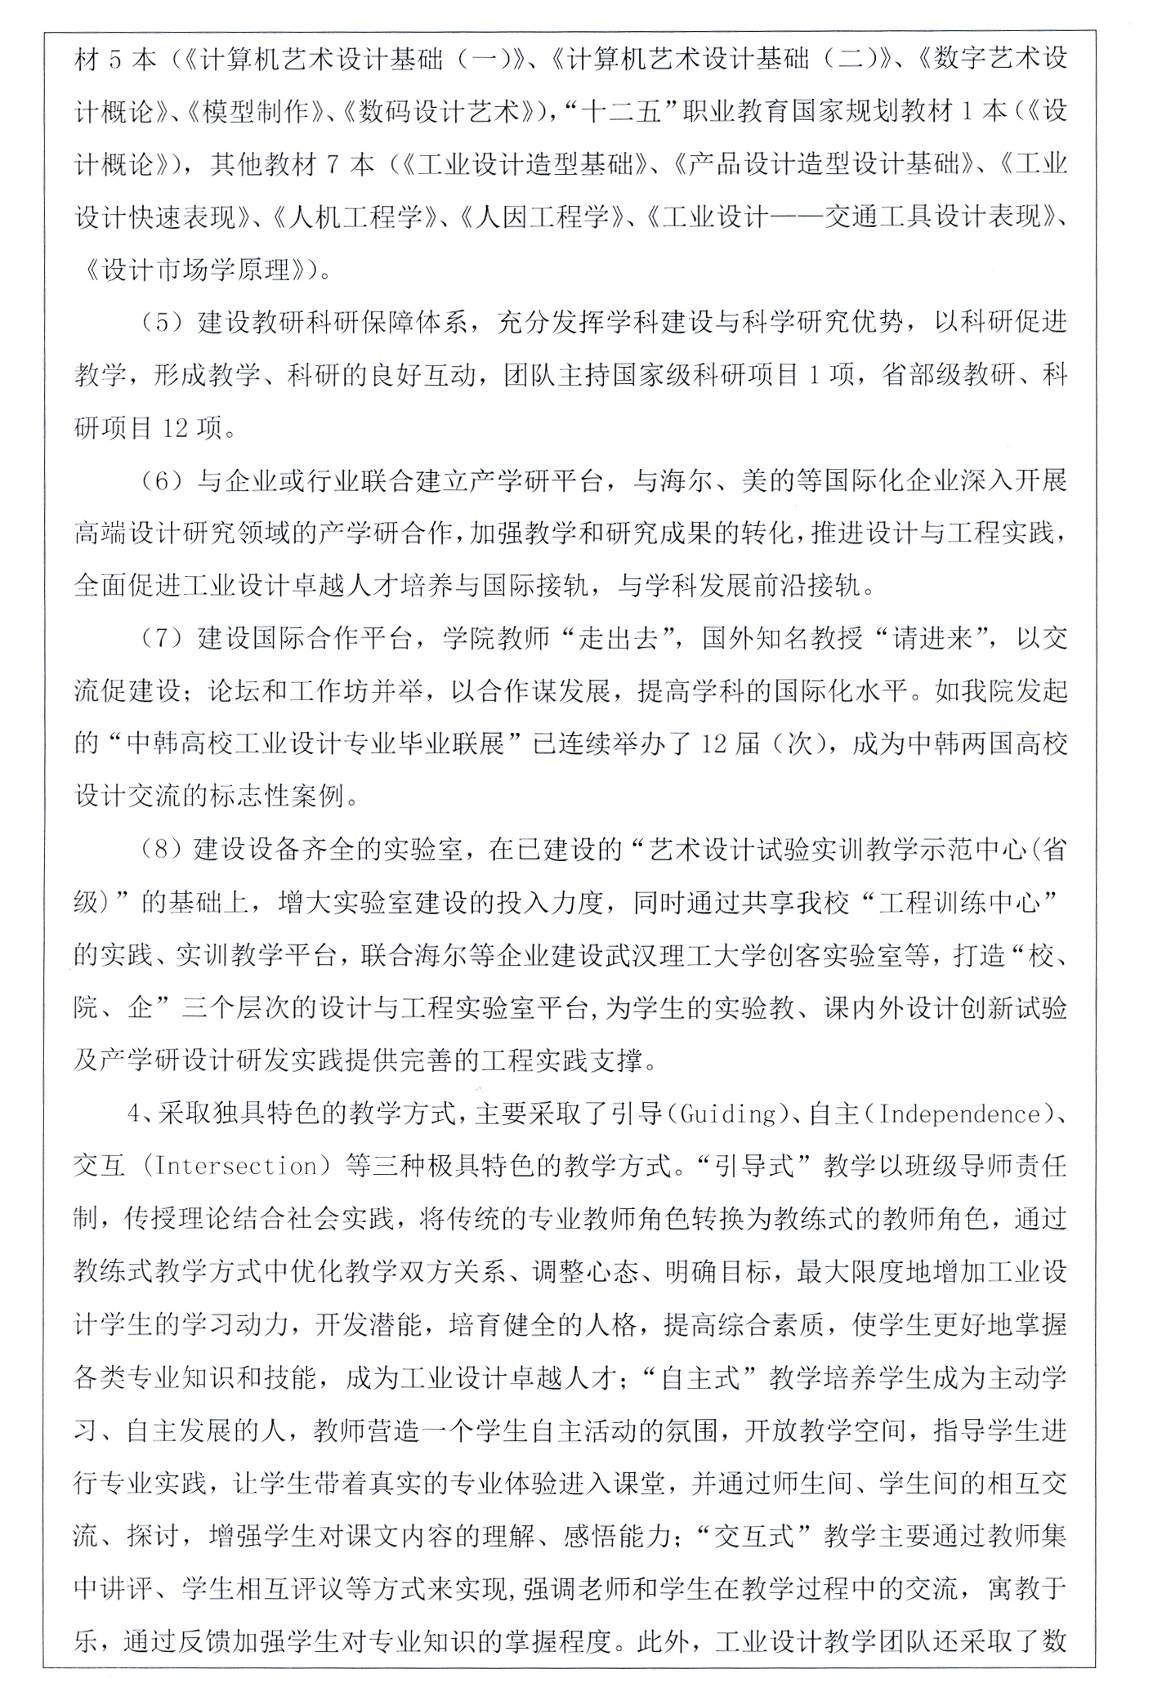 材 5 本（《计算机艺术设计基础（一）》、《计算机艺术设计基础（二）》、《数字艺术设
计概论》、《模型制作》、《数码设计艺术》），“十二五”职业教育国家规划教材 1 本（《设
计概论》），其他教材 7 本（《工业设计造型基础》、《产品设计造型设计基础》、《工业
设计快速表现》、《人机工程学》、《人因工程学》、《工业设计——交通工具设计表现》、
《设计市场学原理》）。
（5）建设教研科研保障体系，充分发挥学科建设与科学研究优势，以科研促进
教学，形成教学、科研的良好互动，团队主持国家级科研项目 1 项，省部级教研、科
研项目 12 项。
（6）与企业或行业联合建立产学研平台，与海尔、美的等国际化企业深入开展
高端设计研究领域的产学研合作，加强教学和研究成果的转化，推进设计与工程实践，
全面促进工业设计卓越人才培养与国际接轨，与学科发展前沿接轨。
（7）建设国际合作平台，学院教师“走出去”，国外知名教授“请进来”，以交
流促建设；论坛和工作坊并举，以合作谋发展，提高学科的国际化水平。如我院发起
的“中韩高校工业设计专业毕业联展”已连续举办了 12 届（次），成为中韩两国高校
设计交流的标志性案例。
（8）建设设备齐全的实验室，在已建设的“艺术设计试验实训教学示范中心(省
级)”的基础上，增大实验室建设的投入力度，同时通过共享我校“工程训练中心”
的实践、实训教学平台，联合海尔等企业建设武汉理工大学创客实验室等，打造“校、
院、企”三个层次的设计与工程实验室平台,为学生的实验教、课内外设计创新试验
及产学研设计研发实践提供完善的工程实践支撑。
4、采取独具特色的教学方式，主要采取了引导（Guiding）、自主（Independence）、
交互（Intersection）等三种极具特色的教学方式。“引导式”教学以班级导师责任
制，传授理论结合社会实践，将传统的专业教师角色转换为教练式的教师角色，通过
教练式教学方式中优化教学双方关系、调整心态、明确目标，最大限度地增加工业设
计学生的学习动力，开发潜能，培育健全的人格，提高综合素质，使学生更好地掌握
各类专业知识和技能，成为工业设计卓越人才；“自主式”教学培养学生成为主动学
习、自主发展的人，教师营造一个学生自主活动的氛围，开放教学空间，指导学生进
行专业实践，让学生带着真实的专业体验进入课堂，并通过师生间、学生间的相互交
流、探讨，增强学生对课文内容的理解、感悟能力；“交互式”教学主要通过教师集
中讲评、学生相互评议等方式来实现,强调老师和学生在教学过程中的交流，寓教于
乐，通过反馈加强学生对专业知识的掌握程度。此外，工业设计教学团队还采取了数